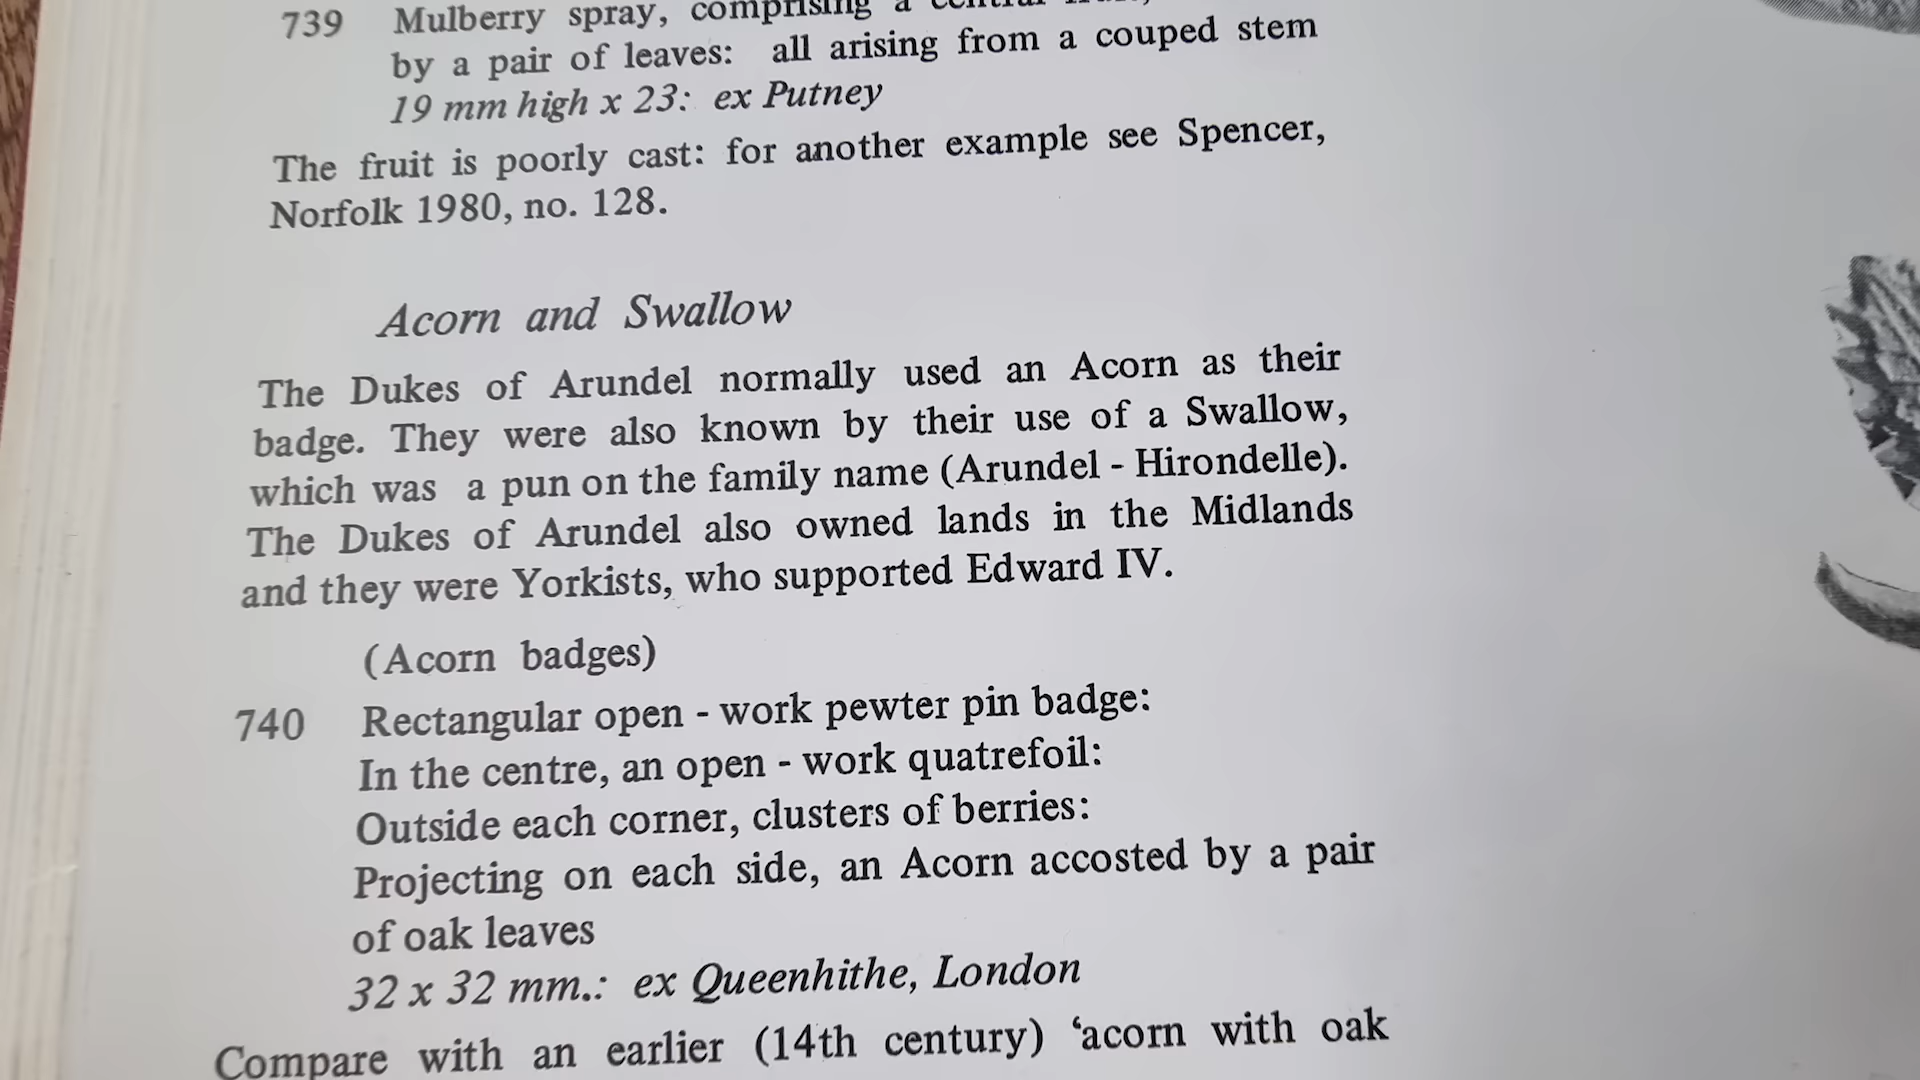 739 Mulberry spray, comprising a central
by a pair of leaves: all arising from a couped stem
19 mm high x 23: ex Putney
The fruit is poorly cast: for another example see Spencer,
Norfolk 1980, no. 128.
Acorn and Swallow
The Dukes of Arundel normally used an Acorn as their
badge. They were also known by their use of a Swallow,
which was a pun on the family name (Arundel - Hirondelle).
The Dukes of Arundel also owned lands in the Midlands
and they were Yorkists, who supported Edward IV.
(Acorn badges)
740 Rectangular open - work pewter pin badge:
In the centre, an open - work quatrefoil:
Outside each corner, clusters of berries:
Projecting on each side, an Acorn accosted by a pair
of oak leaves
32 x 32 mm.: ex Queenhithe, London
Compare with an earlier (14th century) ‘acorn with oak